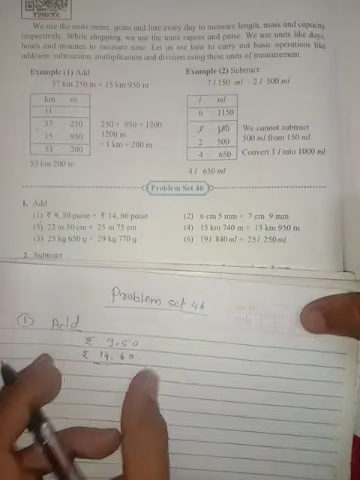 Y2NXYX
We use the units metre, gram and litre every day to measure length, mass and capacity
respectively. While shopping, we use the units rupees and paise. We use units like days,
hours and minutes to measure time. Let us see how to carry out basic operations like
addition, subtraction, multiplication and division using these units of measurement.
Example (1) Add
37 km 250 m + 15 km 950 m
km m
11
37 250
+ 15 950
53 200
250 + 950 = 1200
1200 m
= 1 km + 200 m
53 km 200 m
Example (2) Subtract
7 l 150 ml - 2 l 500 ml
l ml
6 1150
7 150
2 500
4 650
We cannot subtract
500 ml from 150 ml.
Convert 1 l into 1000 ml
4 l 650 ml
Problem Set 46
1. Add
(1) ₹ 9, 50 paise + ₹ 14, 60 paise
(2) 6 cm 5 mm + 7 cm 9 mm
(3) 22 m 50 cm + 25 m 75 cm
(4) 15 km 740 m + 13 km 950 m
(5) 25 kg 650 g + 29 kg 770 g
(6) 19 l 840 ml + 25 l 250 ml
2. Subtract
Problem set 46
① Add
₹ 9.50
₹ 14.60